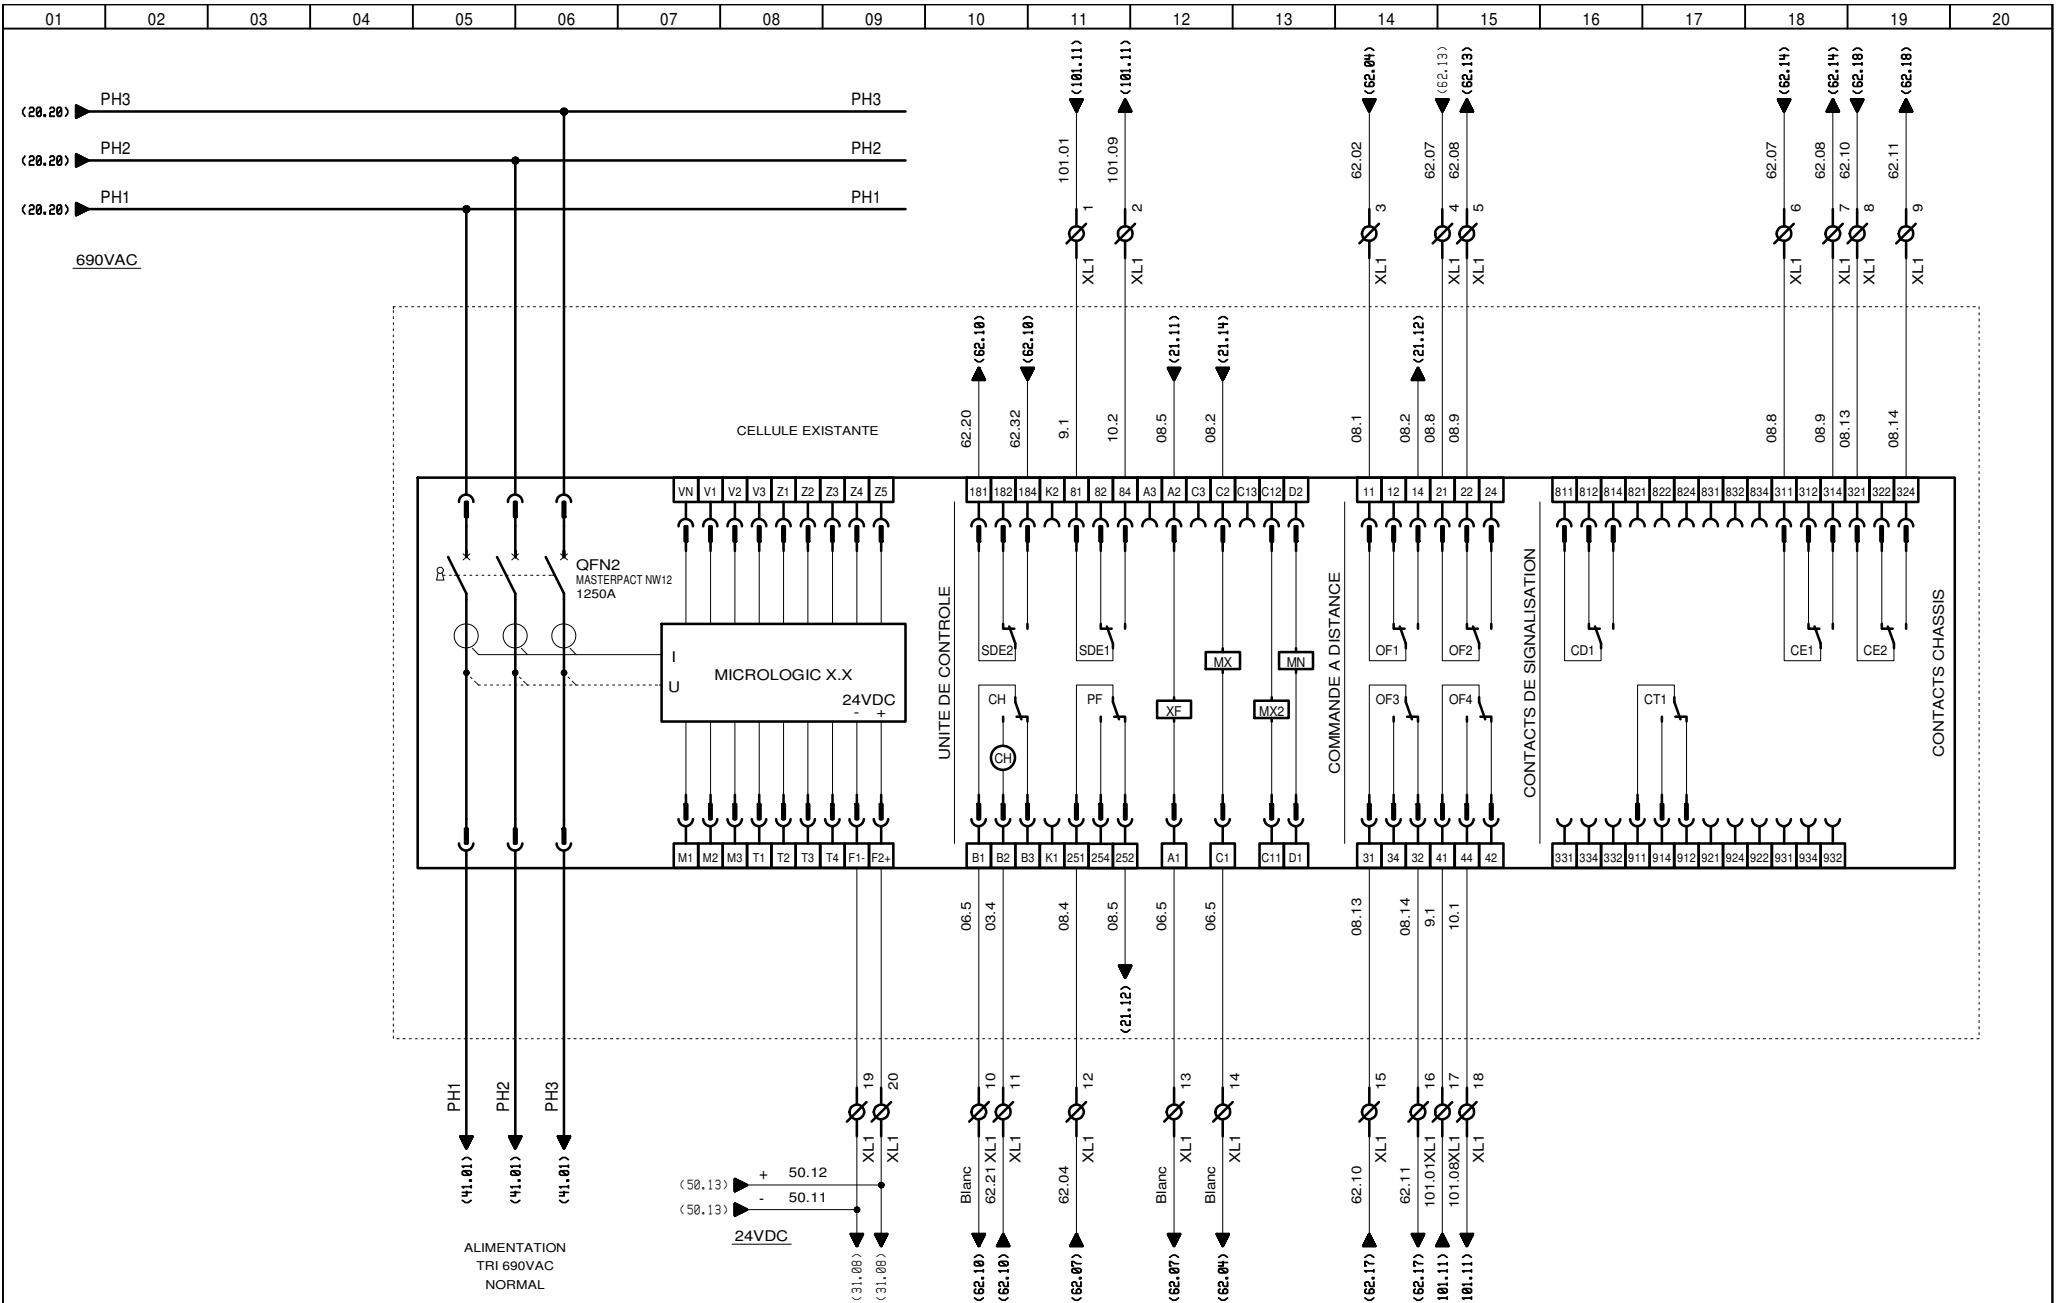 01 02 03 04 05 06 07 08 09 10 11 12 13 14 15 16 17 18 19 20
(101.11) (101.11) (62.04) (62.13) (62.13) (62.14) (62.14) (62.18) (62.18)
(20.20) PH3 PH3
(20.20) PH2 PH2
(20.20) PH1 PH1
101.01 101.09 62.02 62.07 62.08 62.07 62.08 62.10 62.11
1 2 3 4 5 6 7 8 9
XL1 XL1 XL1 XL1 XL1 XL1 XL1 XL1 XL1
690VAC
(62.10) (62.10) (21.11) (21.14) (21.12)
CELLULE EXISTANTE
62.20 62.32 9.1 10.2 08.5 08.2 08.1 08.2 08.8 08.9 08.8 08.9 08.13 08.14
VN V1 V2 V3 Z1 Z2 Z3 Z4 Z5
181 182 184 K2 81 82 84 A3 A2 C3 C2 C13 C12 D2
11 12 14 21 22 24
811 812 814 821 822 824 831 832 834 311 312 314 321 322 324
QFN2
MASTERPACT NW12
1250A
UNITE DE CONTROLE
COMMANDE A DISTANCE
CONTACTS DE SIGNALISATION
CONTACTS CHASSIS
SDE2 SDE1 MX MN OF1 OF2 CD1 CE1 CE2
I
U
MICROLOGIC X.X
24VDC
- +
CH PF XF MX2 OF3 OF4 CT1
CH
M1 M2 M3 T1 T2 T3 T4 F1- F2+
B1 B2 B3 K1 251 254 252 A1 C1 C11 D1
31 34 32 41 44 42
331 334 332 911 914 912 921 924 922 931 934 932
06.5 03.4 08.4 08.5 06.5 06.5 08.13 08.14 9.1 10.1
(21.12)
PH1 PH2 PH3
19 20 10 11 12 13 14 15 16 17 18
XL1 XL1 XL1 XL1 XL1 XL1 XL1 XL1 XL1 XL1 XL1
(41.01) (41.01) (41.01)
(50.13) + 50.12
(50.13) - 50.11
24VDC
Blanc 62.21 62.04 Blanc Blanc 62.10 62.11 101.01 101.08
(31.08) (31.08) (62.10) (62.10) (62.07) (62.07) (62.04) (62.17) (62.17) 101.11) 101.11)
ALIMENTATION
TRI 690VAC
NORMAL